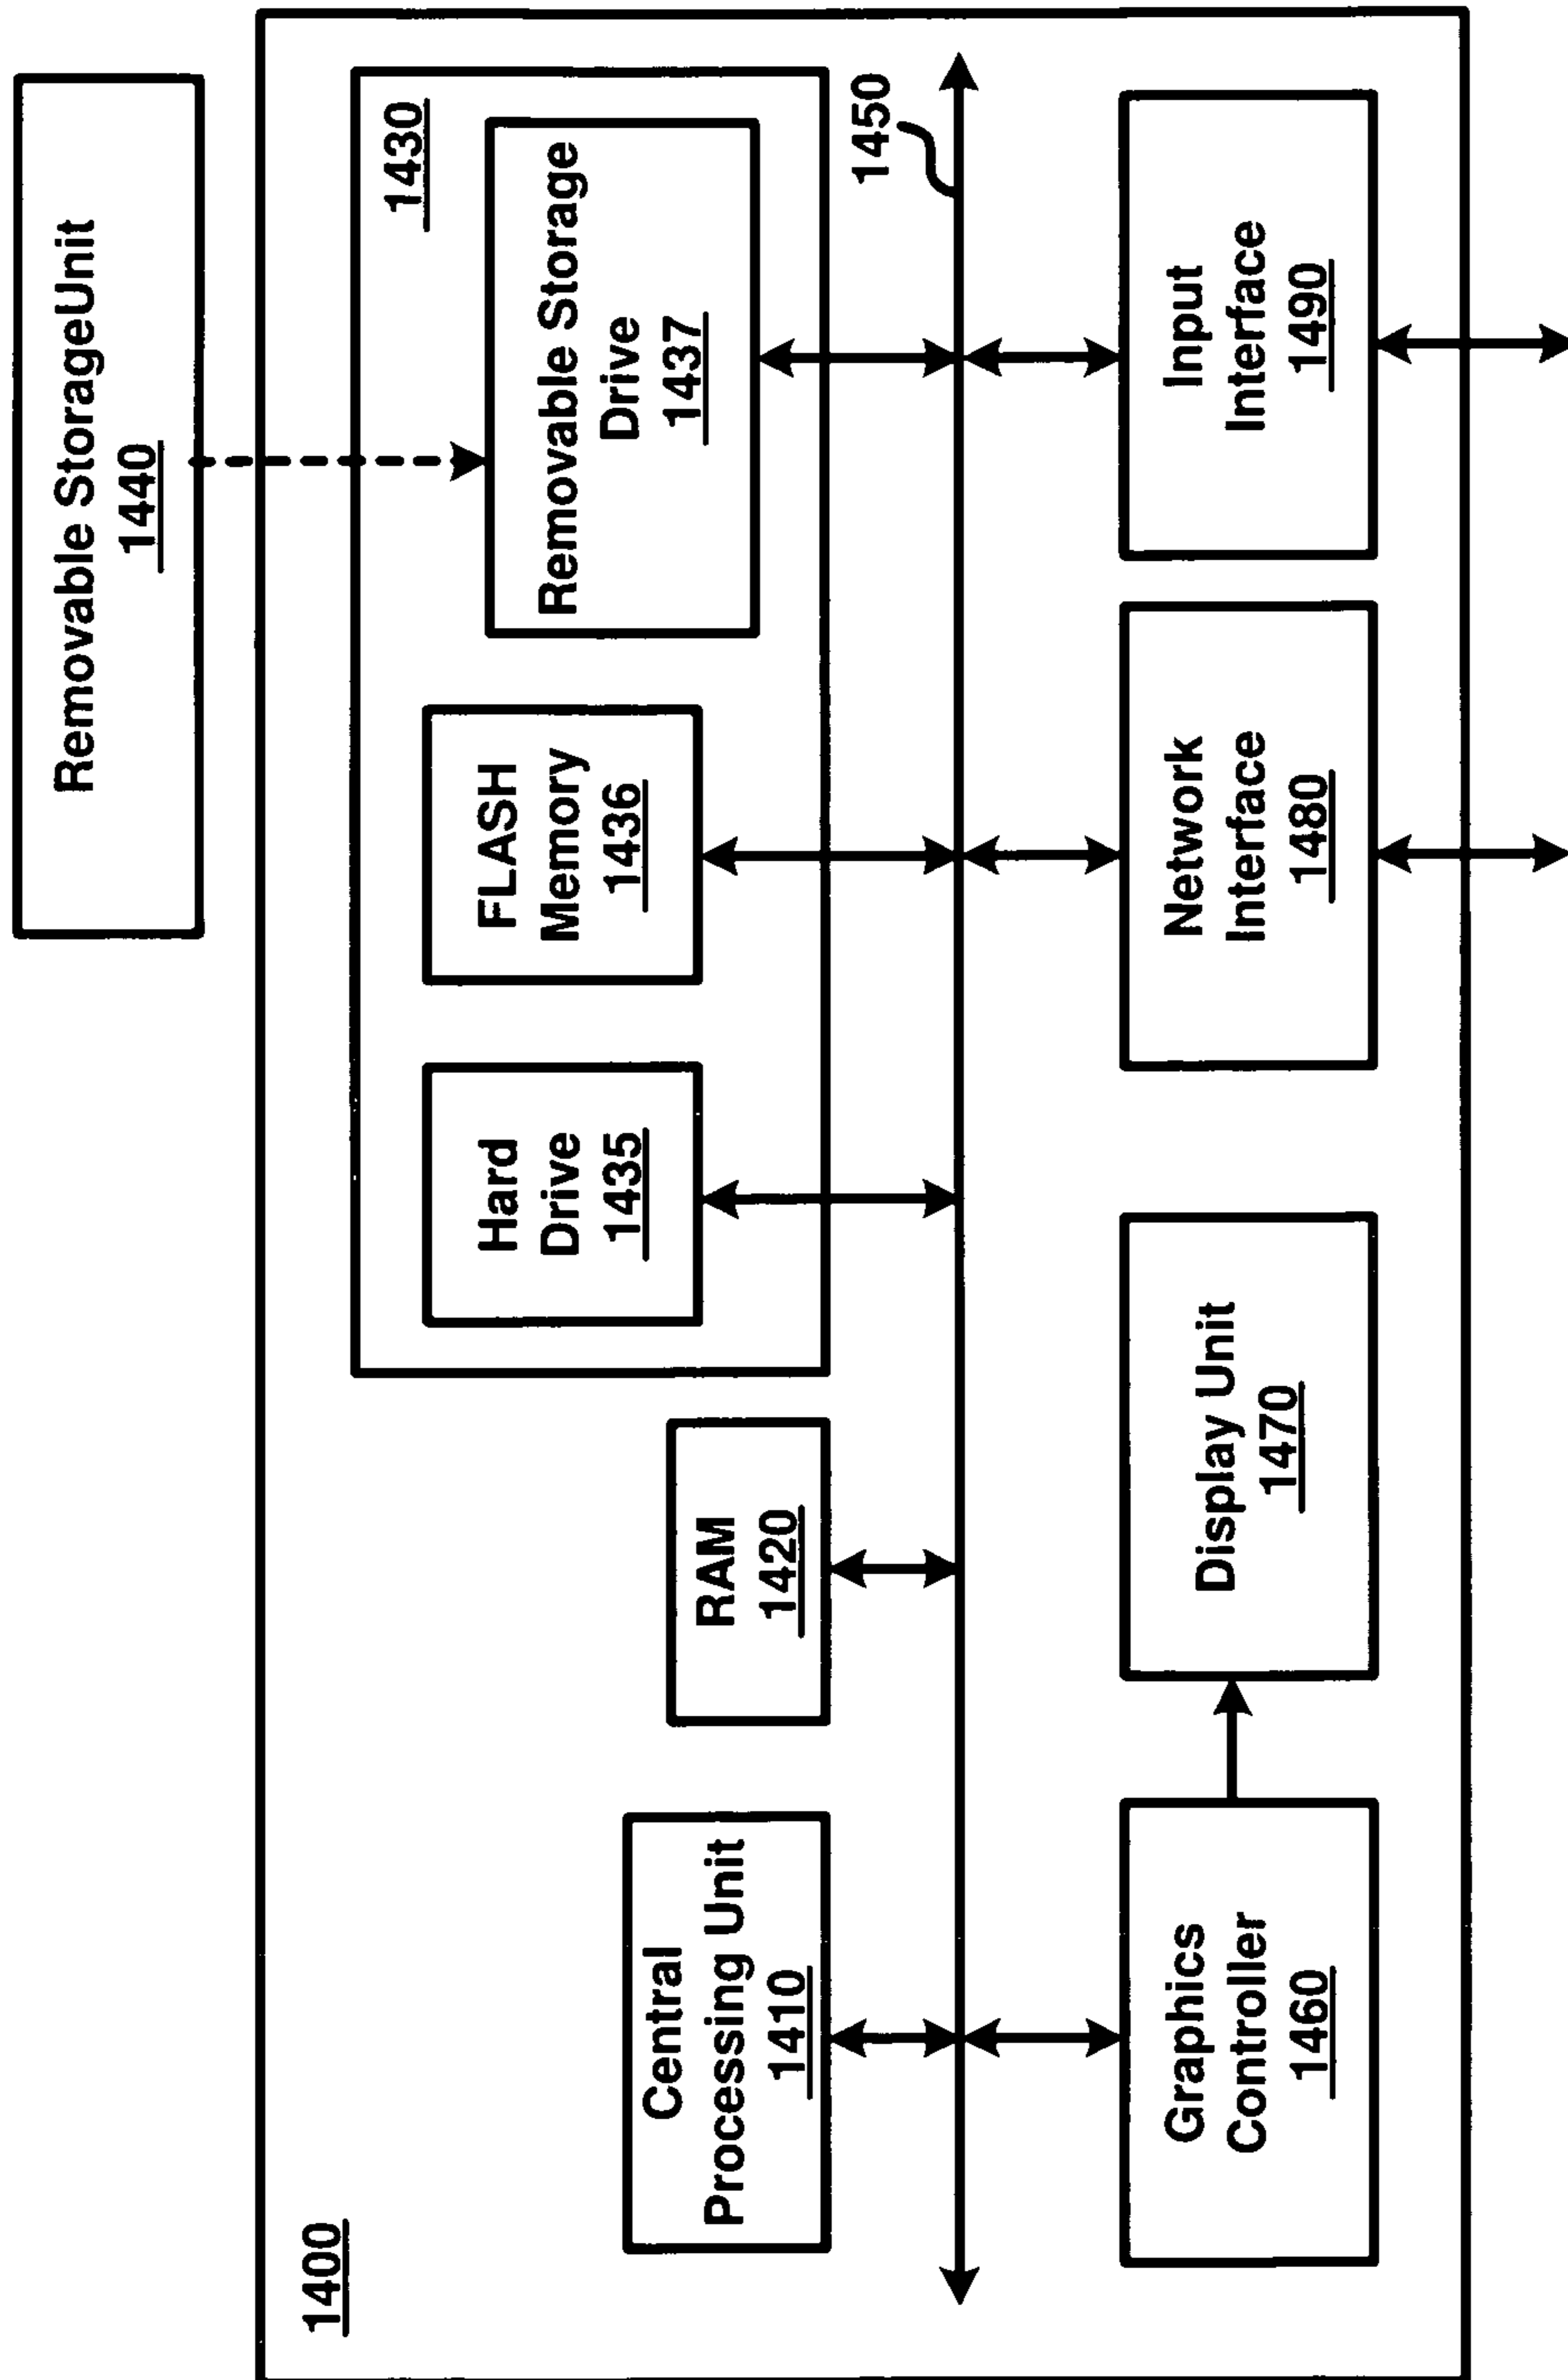 1400
Removable StorageUnit
1440
1430
Central
Processing Unit
1410
RAM
1420
Hard
Drive
1435
FLASH
Memory
1436
Removable Storage
Drive
1437
1450
Graphics
Controller
1460
Display Unit
1470
Network
Interface
1480
Input
Interface
1490